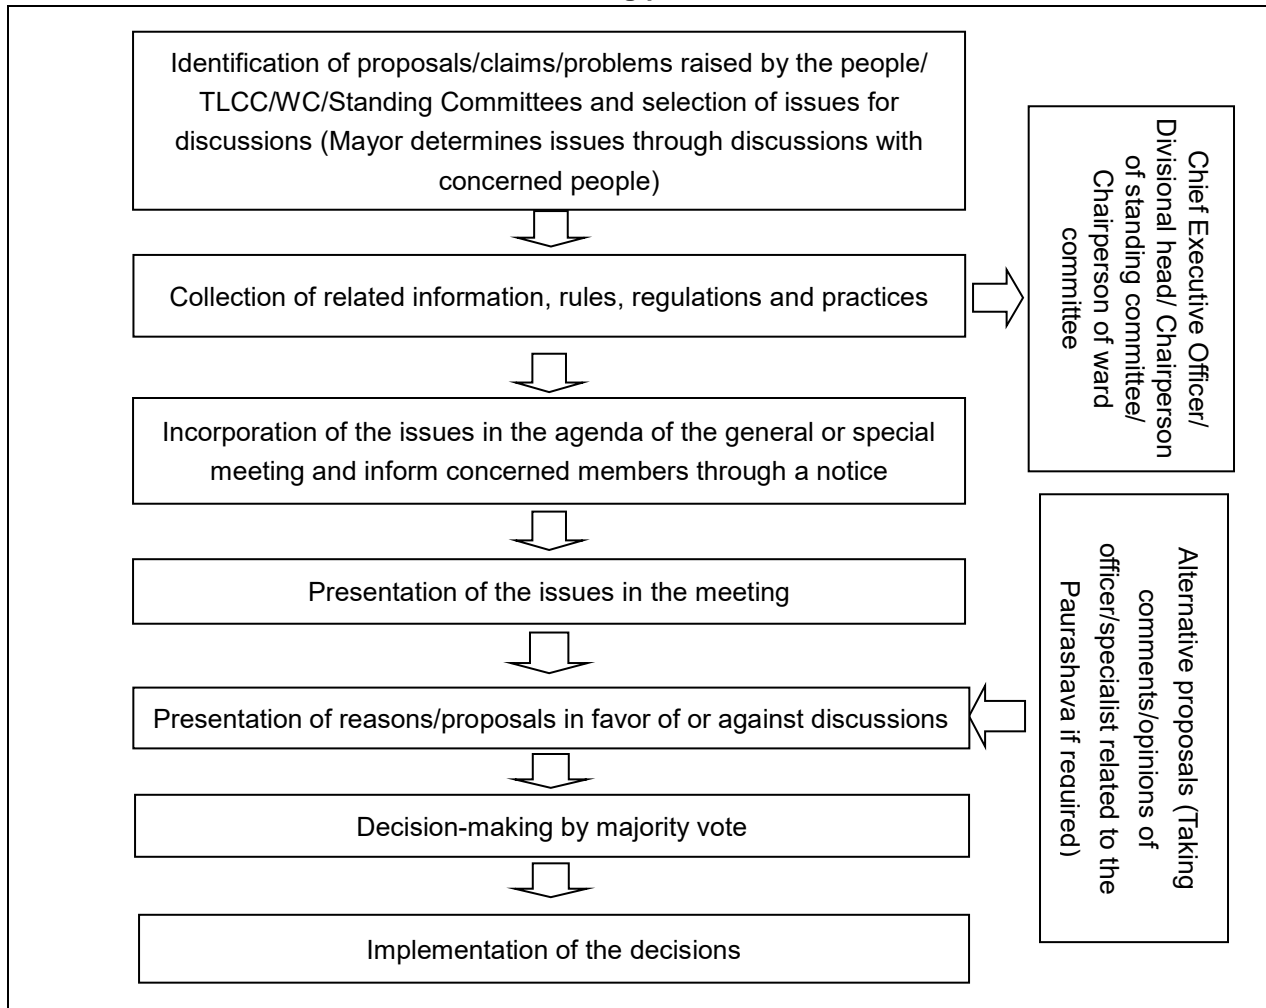 Identification of proposals/claims/problems raised by the people/
TLCC/WC/Standing Committees and selection of issues for
discussions (Mayor determines issues through discussions with
concerned people)
Collection of related information, rules, regulations and practices
Chief Executive Officer/
Divisional head/ Chairperson
of standing committee/
Chairperson of ward
committee
Incorporation of the issues in the agenda of the general or special
meeting and inform concerned members through a notice
Presentation of the issues in the meeting
Presentation of reasons/proposals in favor of or against discussions
Alternative proposals (Taking
comments/opinions of
officer/specialist related to the
Paurashava if required)
Decision-making by majority vote
Implementation of the decisions